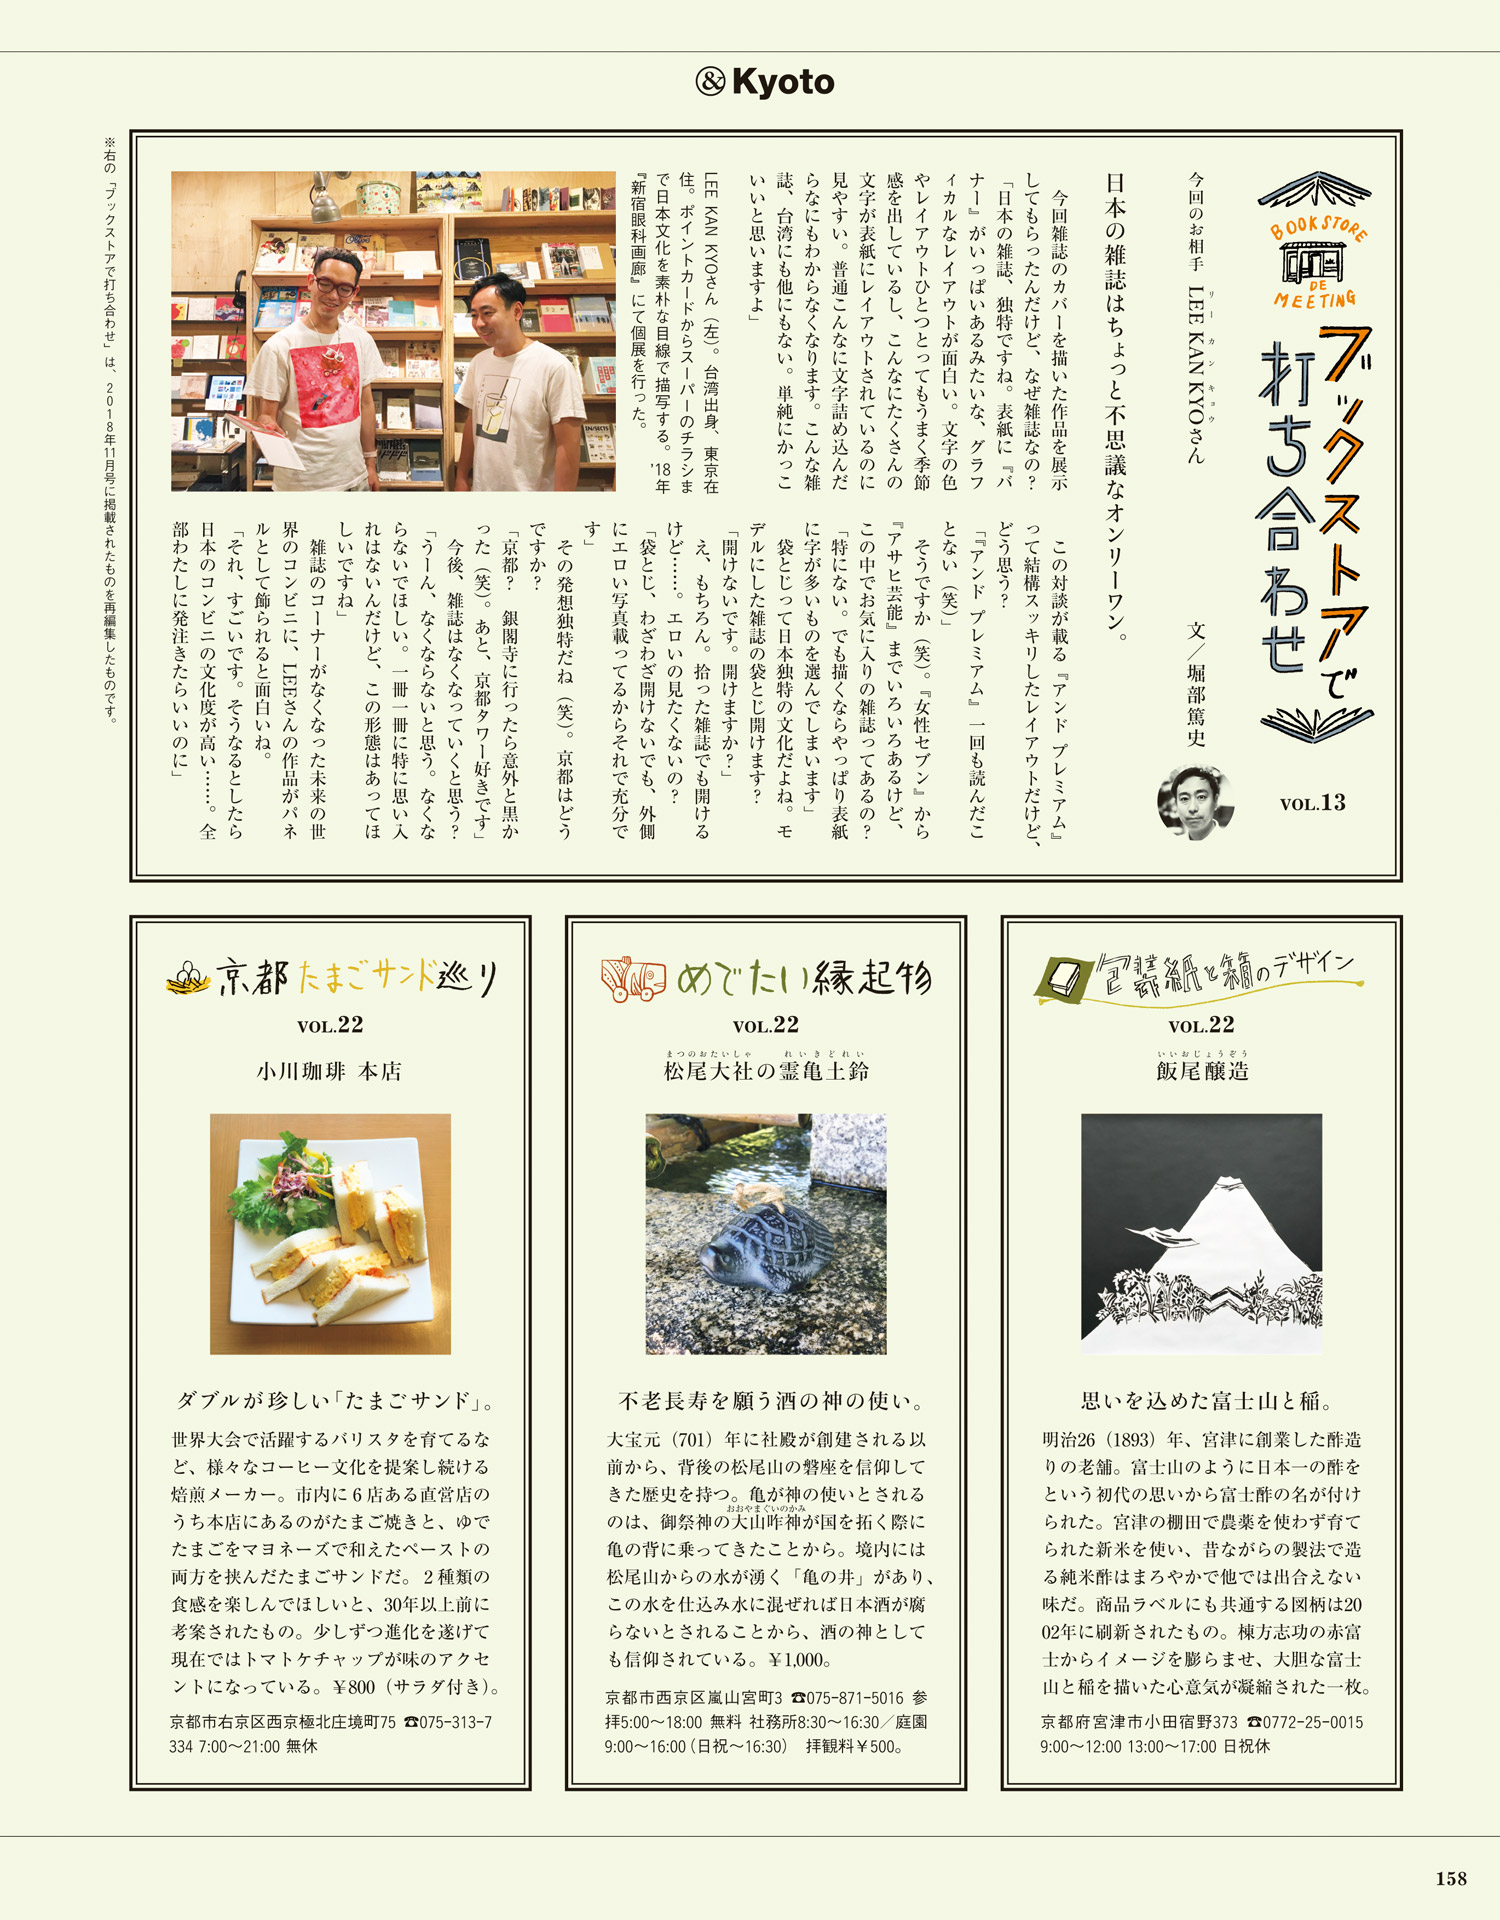 &Kyoto
BOOK STORE
DE
MEETING
ブックストアで
打ち合わせ
VOL.13
今回のお相手 LEE KAN KYOさん
リー カン キョウ
文／堀部篤史
日本の雑誌はちょっと不思議なオンリーワン。
今回雑誌のカバーを描いた作品を展示
してもらったんだけど、なぜ雑誌なの？
「日本の雑誌、独特ですね。表紙に『バ
ナー』がいっぱいあるみたいな、グラフ
ィカルなレイアウトが面白い。文字の色
やレイアウトひとつとってもうまく季節
感を出しているし、こんなにたくさんの
文字が表紙にレイアウトされているのに
見やすい。普通こんなに文字詰め込んだ
らなにもわからなくなります。こんな雑
誌、台湾にも他にもない。単純にかっこ
いいと思いますよ」
LEE KAN KYOさん（左）。台湾出身、東京在
住。ポイントカードからスーパーのチラシま
で日本文化を素朴な目線で描写する。’18年
『新宿眼科画廊』にて個展を行った。
この対談が載る『アンド プレミアム』
って結構スッキリしたレイアウトだけど、
どう思う？
「『アンド プレミアム』一回も読んだこ
とない（笑）」
そうですか（笑）。『女性セブン』から
『アサヒ芸能』までいろいろあるけど、
この中でお気に入りの雑誌ってあるの？
「特にない。でも描くならやっぱり表紙
に字が多いものを選んでしまいます」
袋とじって日本独特の文化だよね。モ
デルにした雑誌の袋とじ開けます？
「開けないです。開けますか？」
え、もちろん。拾った雑誌でも開ける
けど……。エロいの見たくないの？
「袋とじ、わざわざ開けないでも、外側
にエロい写真載ってるからそれで充分で
す」
その発想独特だね（笑）。京都はどう
ですか？
「京都？　銀閣寺に行ったら意外と黒か
った（笑）。あと、京都タワー好きです」
今後、雑誌はなくなっていくと思う？
「うーん、なくならないと思う。なくな
らないでほしい。一冊一冊に特に思い入
れはないんだけど、この形態はあってほ
しいですね」
雑誌のコーナーがなくなった未来の世
界のコンビニに、LEEさんの作品がパネ
ルとして飾られると面白いね。
「それ、すごいです。そうなるとしたら
日本のコンビニの文化度が高い……。全
部わたしに発注きたらいいのに」
※右の「ブックストアで打ち合わせ」は、2018年11月号に掲載されたものを再編集したものです。
包装紙と箱のデザイン
VOL.22
いいおじょうぞう
飯尾醸造
思いを込めた富士山と稲。
明治26（1893）年、宮津に創業した酢造
りの老舗。富士山のように日本一の酢を
という初代の思いから富士酢の名が付け
られた。宮津の棚田で農薬を使わず育て
られた新米を使い、昔ながらの製法で造
る純米酢はまろやかで他では出合えない
味だ。商品ラベルにも共通する図柄は20
02年に刷新されたもの。棟方志功の赤富
士からイメージを膨らませ、大胆な富士
山と稲を描いた心意気が凝縮された一枚。
京都府宮津市小田宿野373 ☎0772-25-0015
9:00〜12:00 13:00〜17:00 日祝休
めでたい縁起物
VOL.22
まつのおたいしゃ れいきどれい
松尾大社の霊亀土鈴
不老長寿を願う酒の神の使い。
大宝元（701）年に社殿が創建される以
前から、背後の松尾山の磐座を信仰して
きた歴史を持つ。亀が神の使いとされる
おおやまぐいのかみ
のは、御祭神の大山咋神が国を拓く際に
亀の背に乗ってきたことから。境内には
松尾山からの水が湧く「亀の井」があり、
この水を仕込み水に混ぜれば日本酒が腐
らないとされることから、酒の神として
も信仰されている。¥1,000。
京都市西京区嵐山宮町3 ☎075-871-5016 参
拝5:00〜18:00 無料 社務所8:30〜16:30／庭園
9:00〜16:00（日祝〜16:30） 拝観料¥500。
京都たまごサンド巡り
VOL.22
小川珈琲 本店
ダブルが珍しい「たまごサンド」。
世界大会で活躍するバリスタを育てるな
ど、様々なコーヒー文化を提案し続ける
焙煎メーカー。市内に6店ある直営店の
うち本店にあるのがたまご焼きと、ゆで
たまごをマヨネーズで和えたペーストの
両方を挟んだたまごサンドだ。2種類の
食感を楽しんでほしいと、30年以上前に
考案されたもの。少しずつ進化を遂げて
現在ではトマトケチャップが味のアクセ
ントになっている。¥800（サラダ付き）。
京都市右京区西京極北庄境町75 ☎075-313-7
334 7:00〜21:00 無休
158